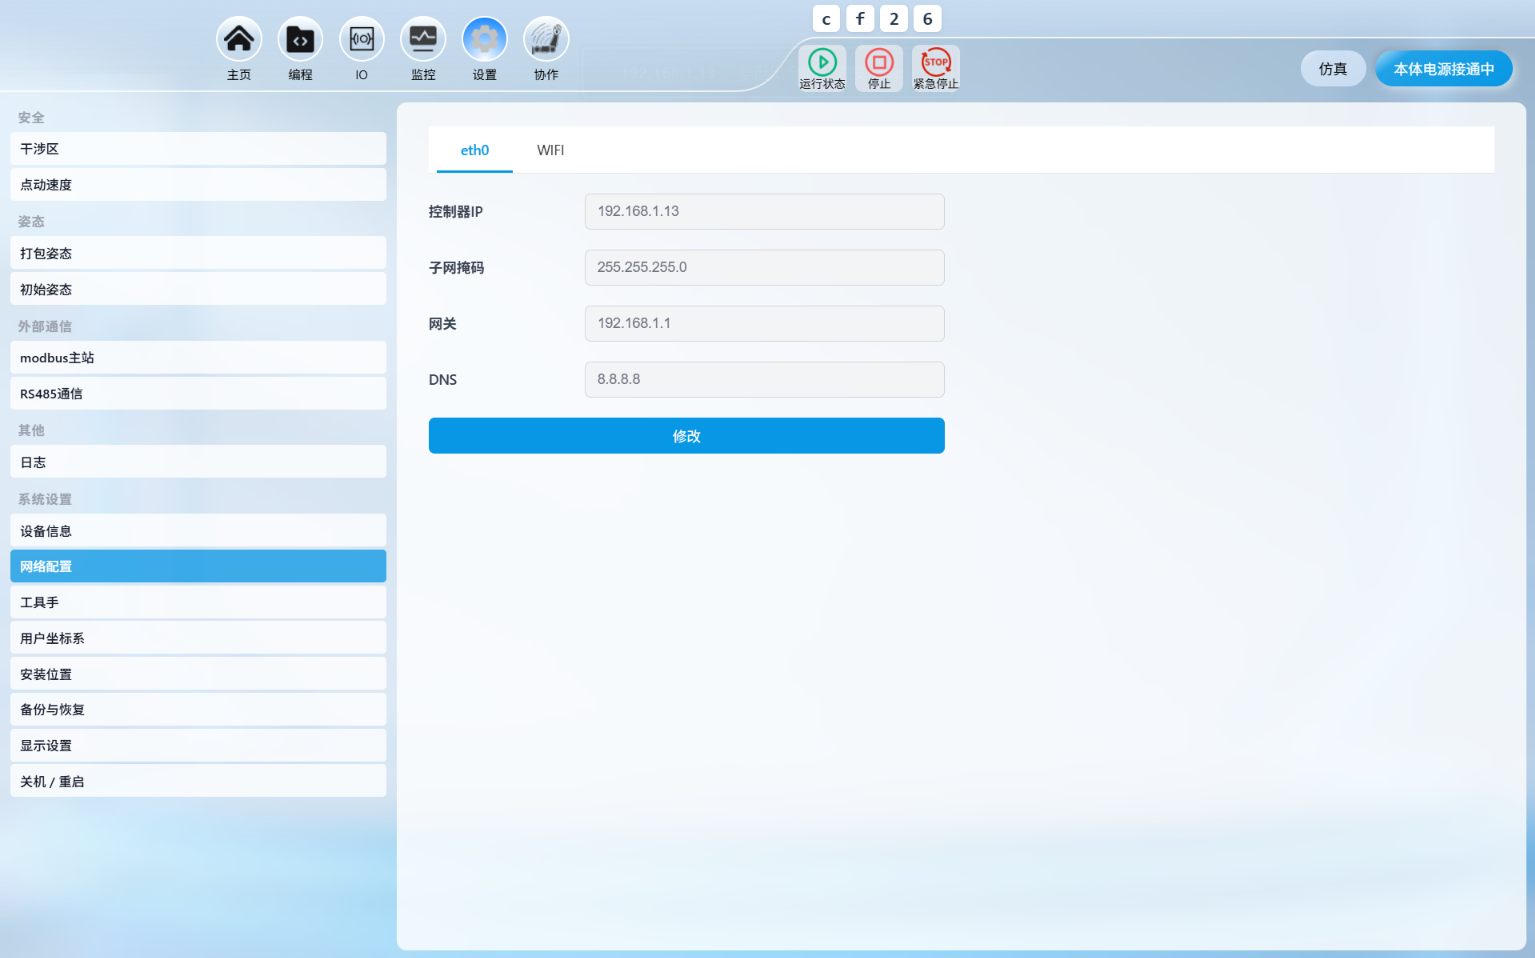 c f 2 6
主页 编程 IO 监控 设置 协作
运行状态 停止 STOP 紧急停止
仿真 本体电源接通中
安全
干涉区
点动速度
姿态
打包姿态
初始姿态
外部通信
modbus主站
RS485通信
其他
日志
系统设置
设备信息
网络配置
工具手
用户坐标系
安装位置
备份与恢复
显示设置
关机 / 重启
eth0 WIFI
控制器IP 192.168.1.13
子网掩码 255.255.255.0
网关 192.168.1.1
DNS 8.8.8.8
修改